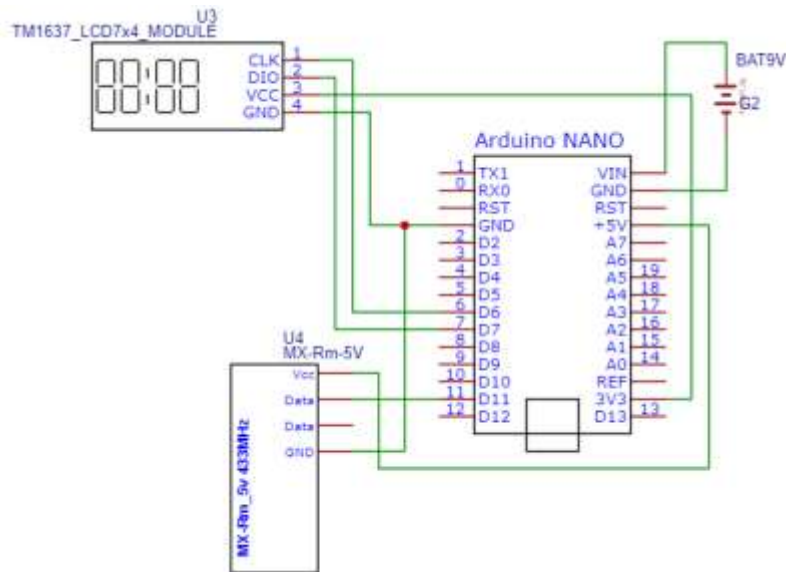 U3
TM1637_LCD7x4_MODULE
CLK 1
DIO 2
VCC 3
GND 4
BAT9V
G2
Arduino NANO
1 TX1 VIN
0 RX0 GND
RST RST
GND +5V
2 D2 A7
3 D3 A6
4 D4 A5 19
5 D5 A4 18
6 D6 A3 17
7 D7 A2 16
8 D8 A1 15
9 D9 A0 14
10 D10 REF
11 D11 3V3
12 D12 D13 13
U4
MX-Rm-5V
Vcc
Data
Data
GND
MX-Rm_5v 433MHz